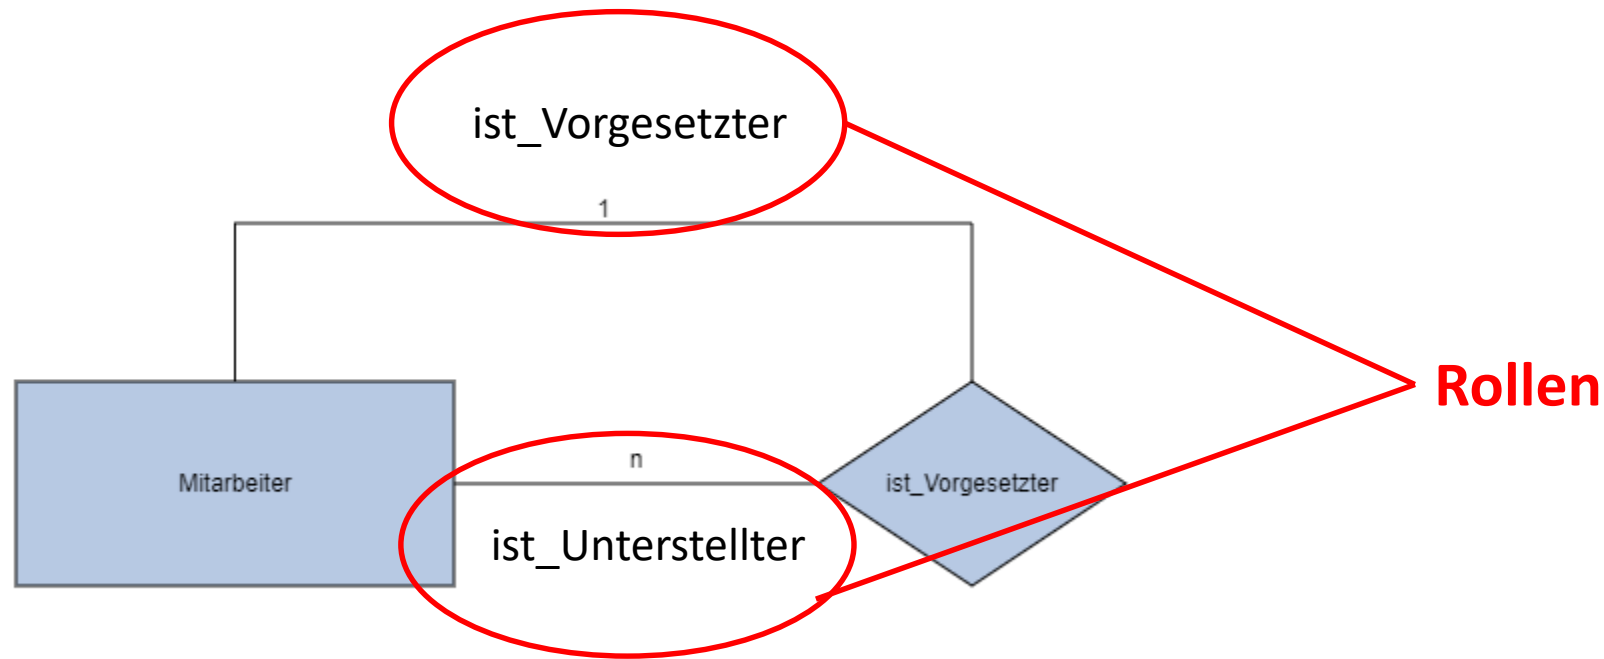 ist_Vorgesetzter
1
Rollen
n
Mitarbeiter
ist_Vorgesetzter
ist_Unterstellter